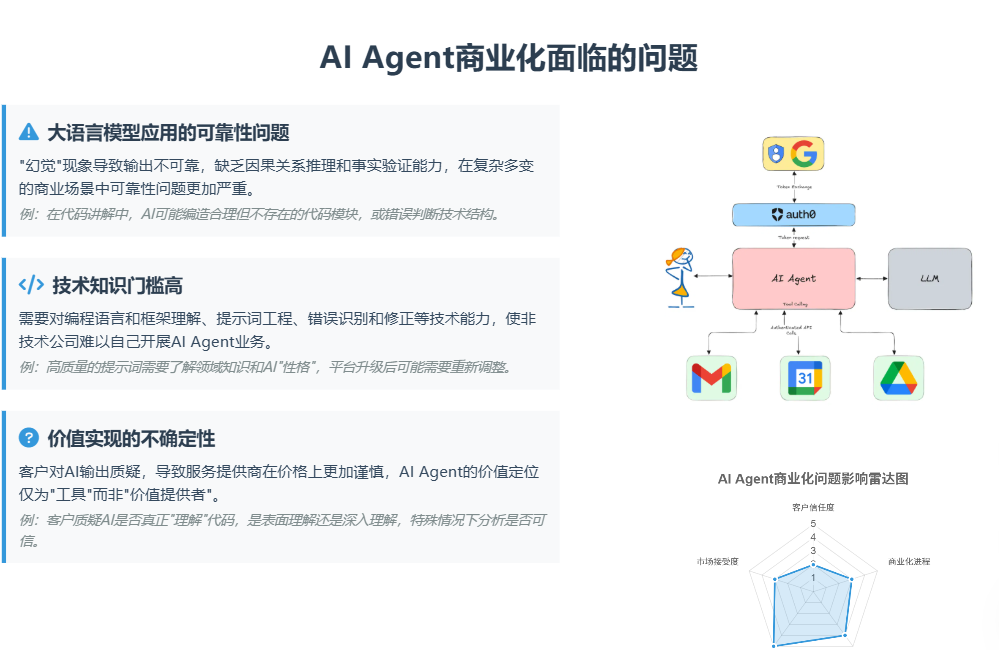 AI Agent商业化面临的问题
大语言模型应用的可靠性问题
"幻觉"现象导致输出不可靠，缺乏因果关系推理和事实验证能力，在复杂多变
的商业场景中可靠性问题更加严重。
例：在代码讲解中，AI可能编造合理但不存在的代码模块，或错误判断技术结构。
</> 技术知识门槛高
需要对编程语言和框架理解、提示词工程、错误识别和修正等技术能力，使非
技术公司难以自己开展AI Agent业务。
例：高质量的提示词需要了解领域知识和AI"性格"，平台升级后可能需要重新调整。
? 价值实现的不确定性
客户对AI输出质疑，导致服务提供商在价格上更加谨慎，AI Agent的价值定位
仅为"工具"而非"价值提供者"。
例：客户质疑AI是否真正"理解"代码，是表面理解还是深入理解，特殊情况下分析是否可
信。
G
Token Exchange
auth0
Token request
AI Agent
LLM
Tool Calling
Authenticated API
Calls
31
AI Agent商业化问题影响雷达图
客户信任度
5
4
3
市场接受度
商业化进程
1